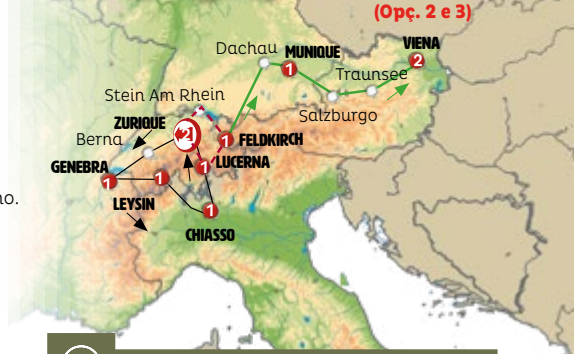 (Opç. 2 e 3)
VIENA
2
Dachau
MUNIQUE
1
Traunsee
Salzburgo
Stein Am Rhein
ZURIQUE
2
Berna
1
FELDKIRCH
1
LUCERNA
GENEBRA
1
1
no.
LEYSIN
1
CHIASSO